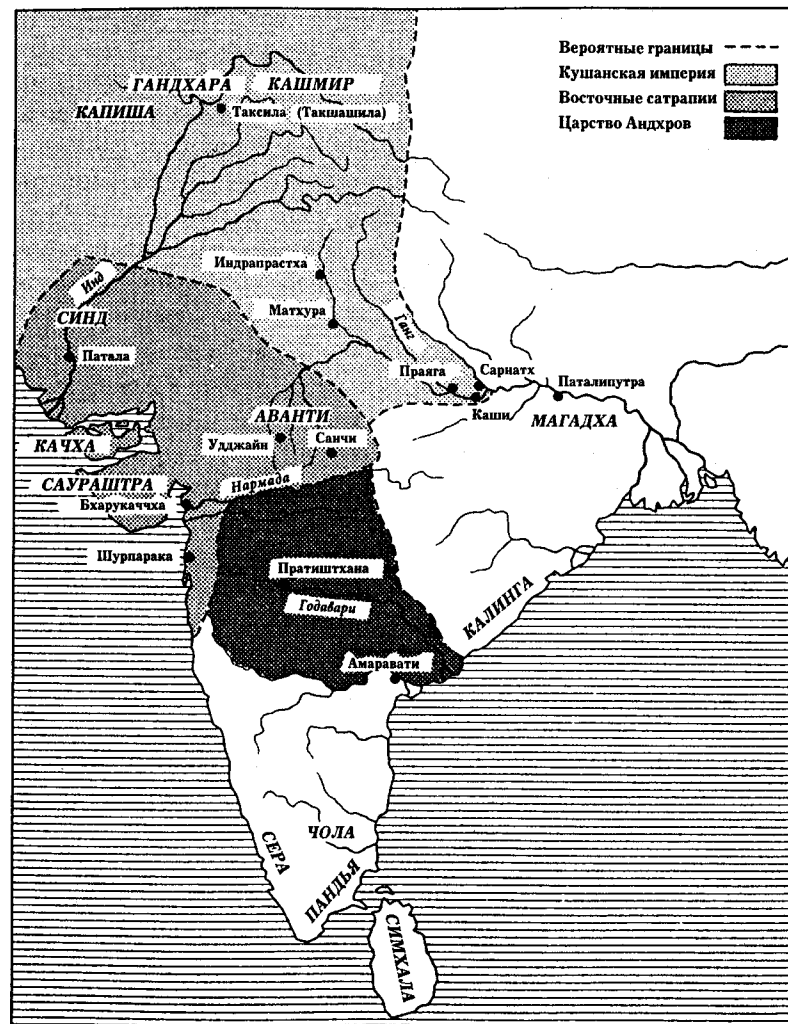 Вероятные границы
Кушанская империя
Восточные сатрапии
Царство Андхров
ГАНДХАРА
КАШМИР
КАПИША
Таксила (Такшашила)
Индрапрастха
Инд
СИНД
Матхура
Ганг
Патала
Праяга
Сарнатх
Паталипутра
Каши
МАГАДХА
АВАНТИ
КАЧХА
Удджайн
Санчи
САУРАШТРА
Нармада
Бхарукаччха
Шурпарака
Пратиштхана
Годавари
КАЛИНГА
Амаравати
ЧОЛА
СЕРА
ПАНДЬЯ
СИМХАЛА